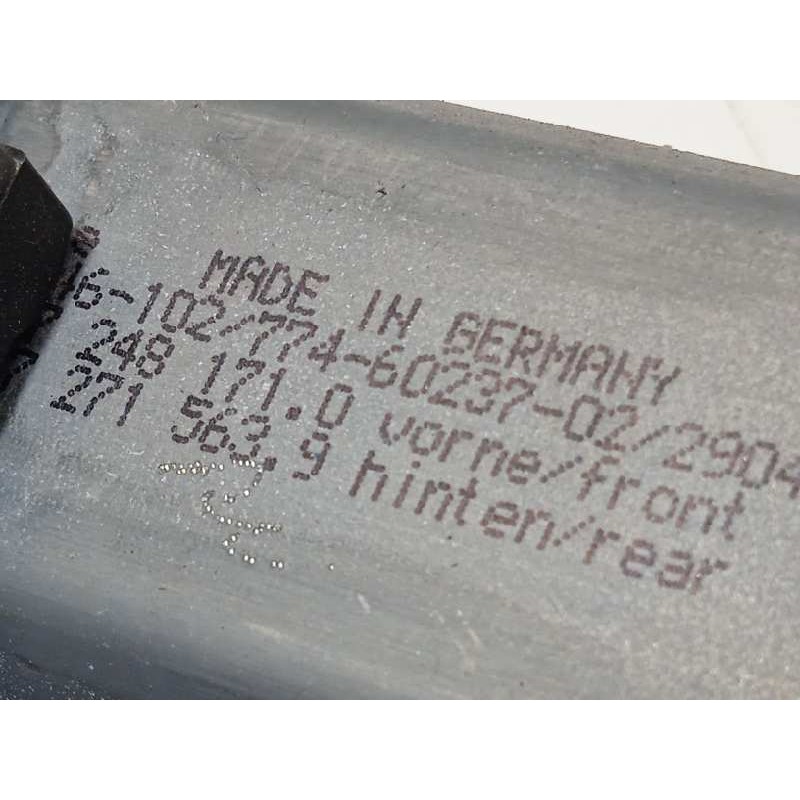 MADE IN GERMANY
6-102/774-60237-02/2904
248 171.0 vorne/front
271 563.9 hinten/rear